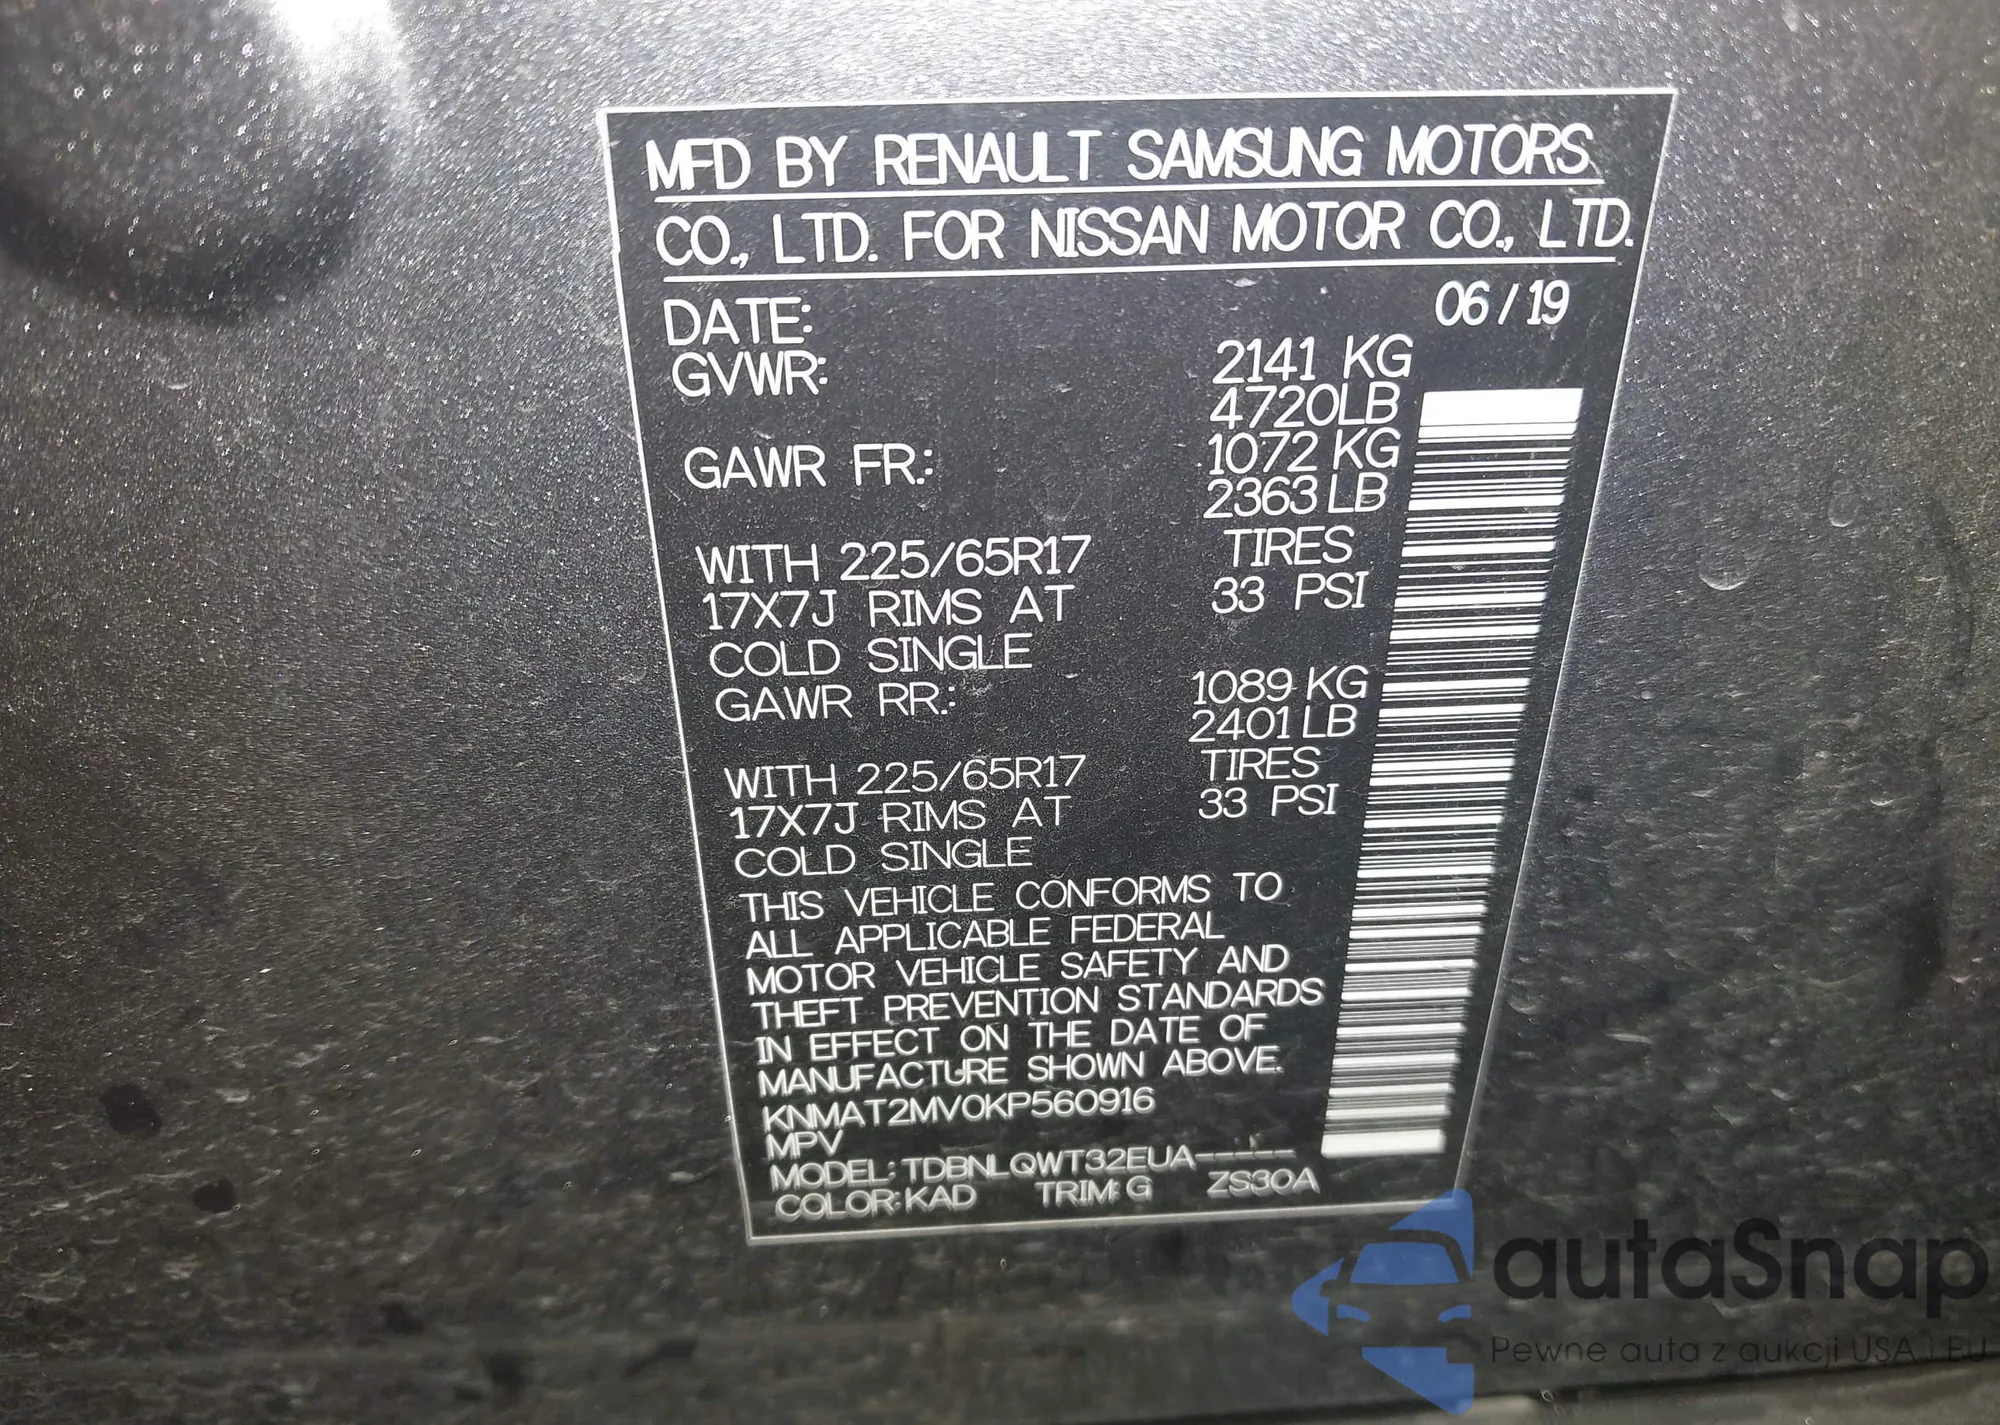 MFD BY RENAULT SAMSUNG MOTORS
CO., LTD. FOR NISSAN MOTOR CO., LTD.
DATE: 06/19
GVWR: 2141 KG
4720LB
GAWR FR.: 1072 KG
2363 LB
WITH 225/65R17 TIRES
17X7J RIMS AT 33 PSI
COLD SINGLE
GAWR RR.: 1089 KG
2401 LB
WITH 225/65R17 TIRES
17X7J RIMS AT 33 PSI
COLD SINGLE
THIS VEHICLE CONFORMS TO
ALL APPLICABLE FEDERAL
MOTOR VEHICLE SAFETY AND
THEFT PREVENTION STANDARDS
IN EFFECT ON THE DATE OF
MANUFACTURE SHOWN ABOVE.
KNMAT2MV0KP560916
MPV
MODEL: TDBNLQWT32EUA-----
COLOR: KAD TRIM: G ZS30A
autaSnap
Pewne auta z aukcji USA i EU